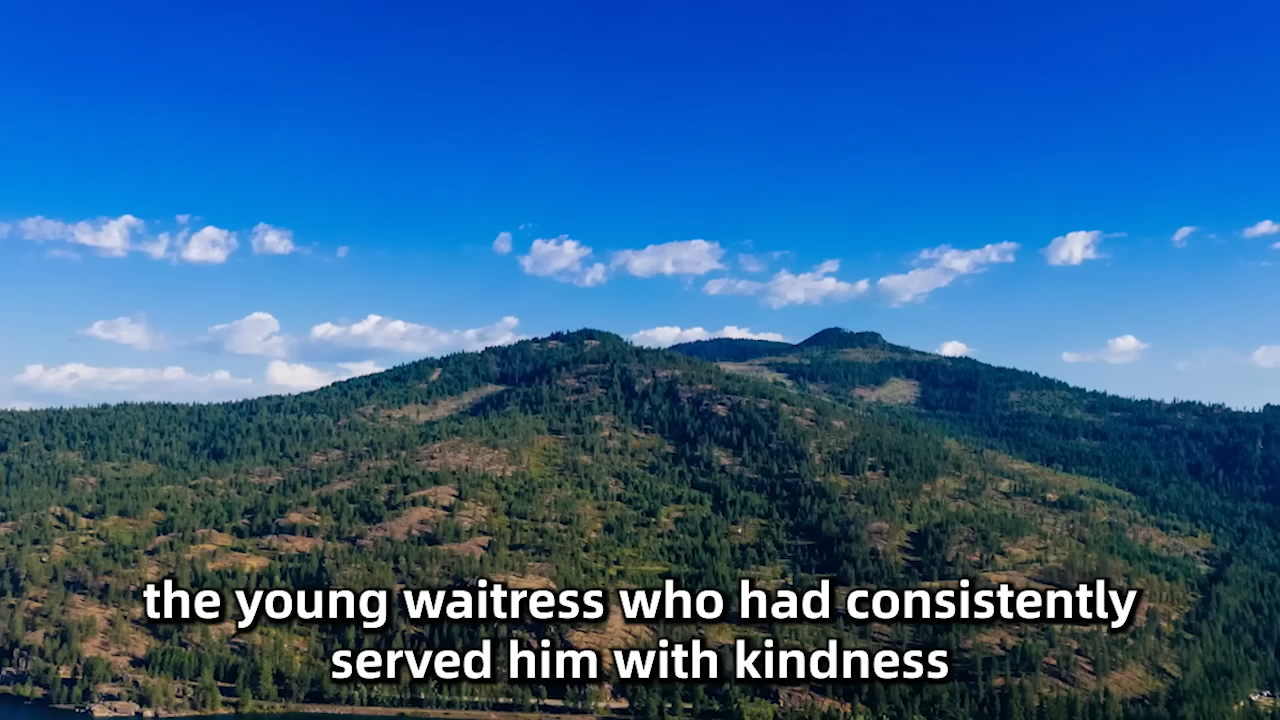 the young waitress who had consistently
served him with kindness